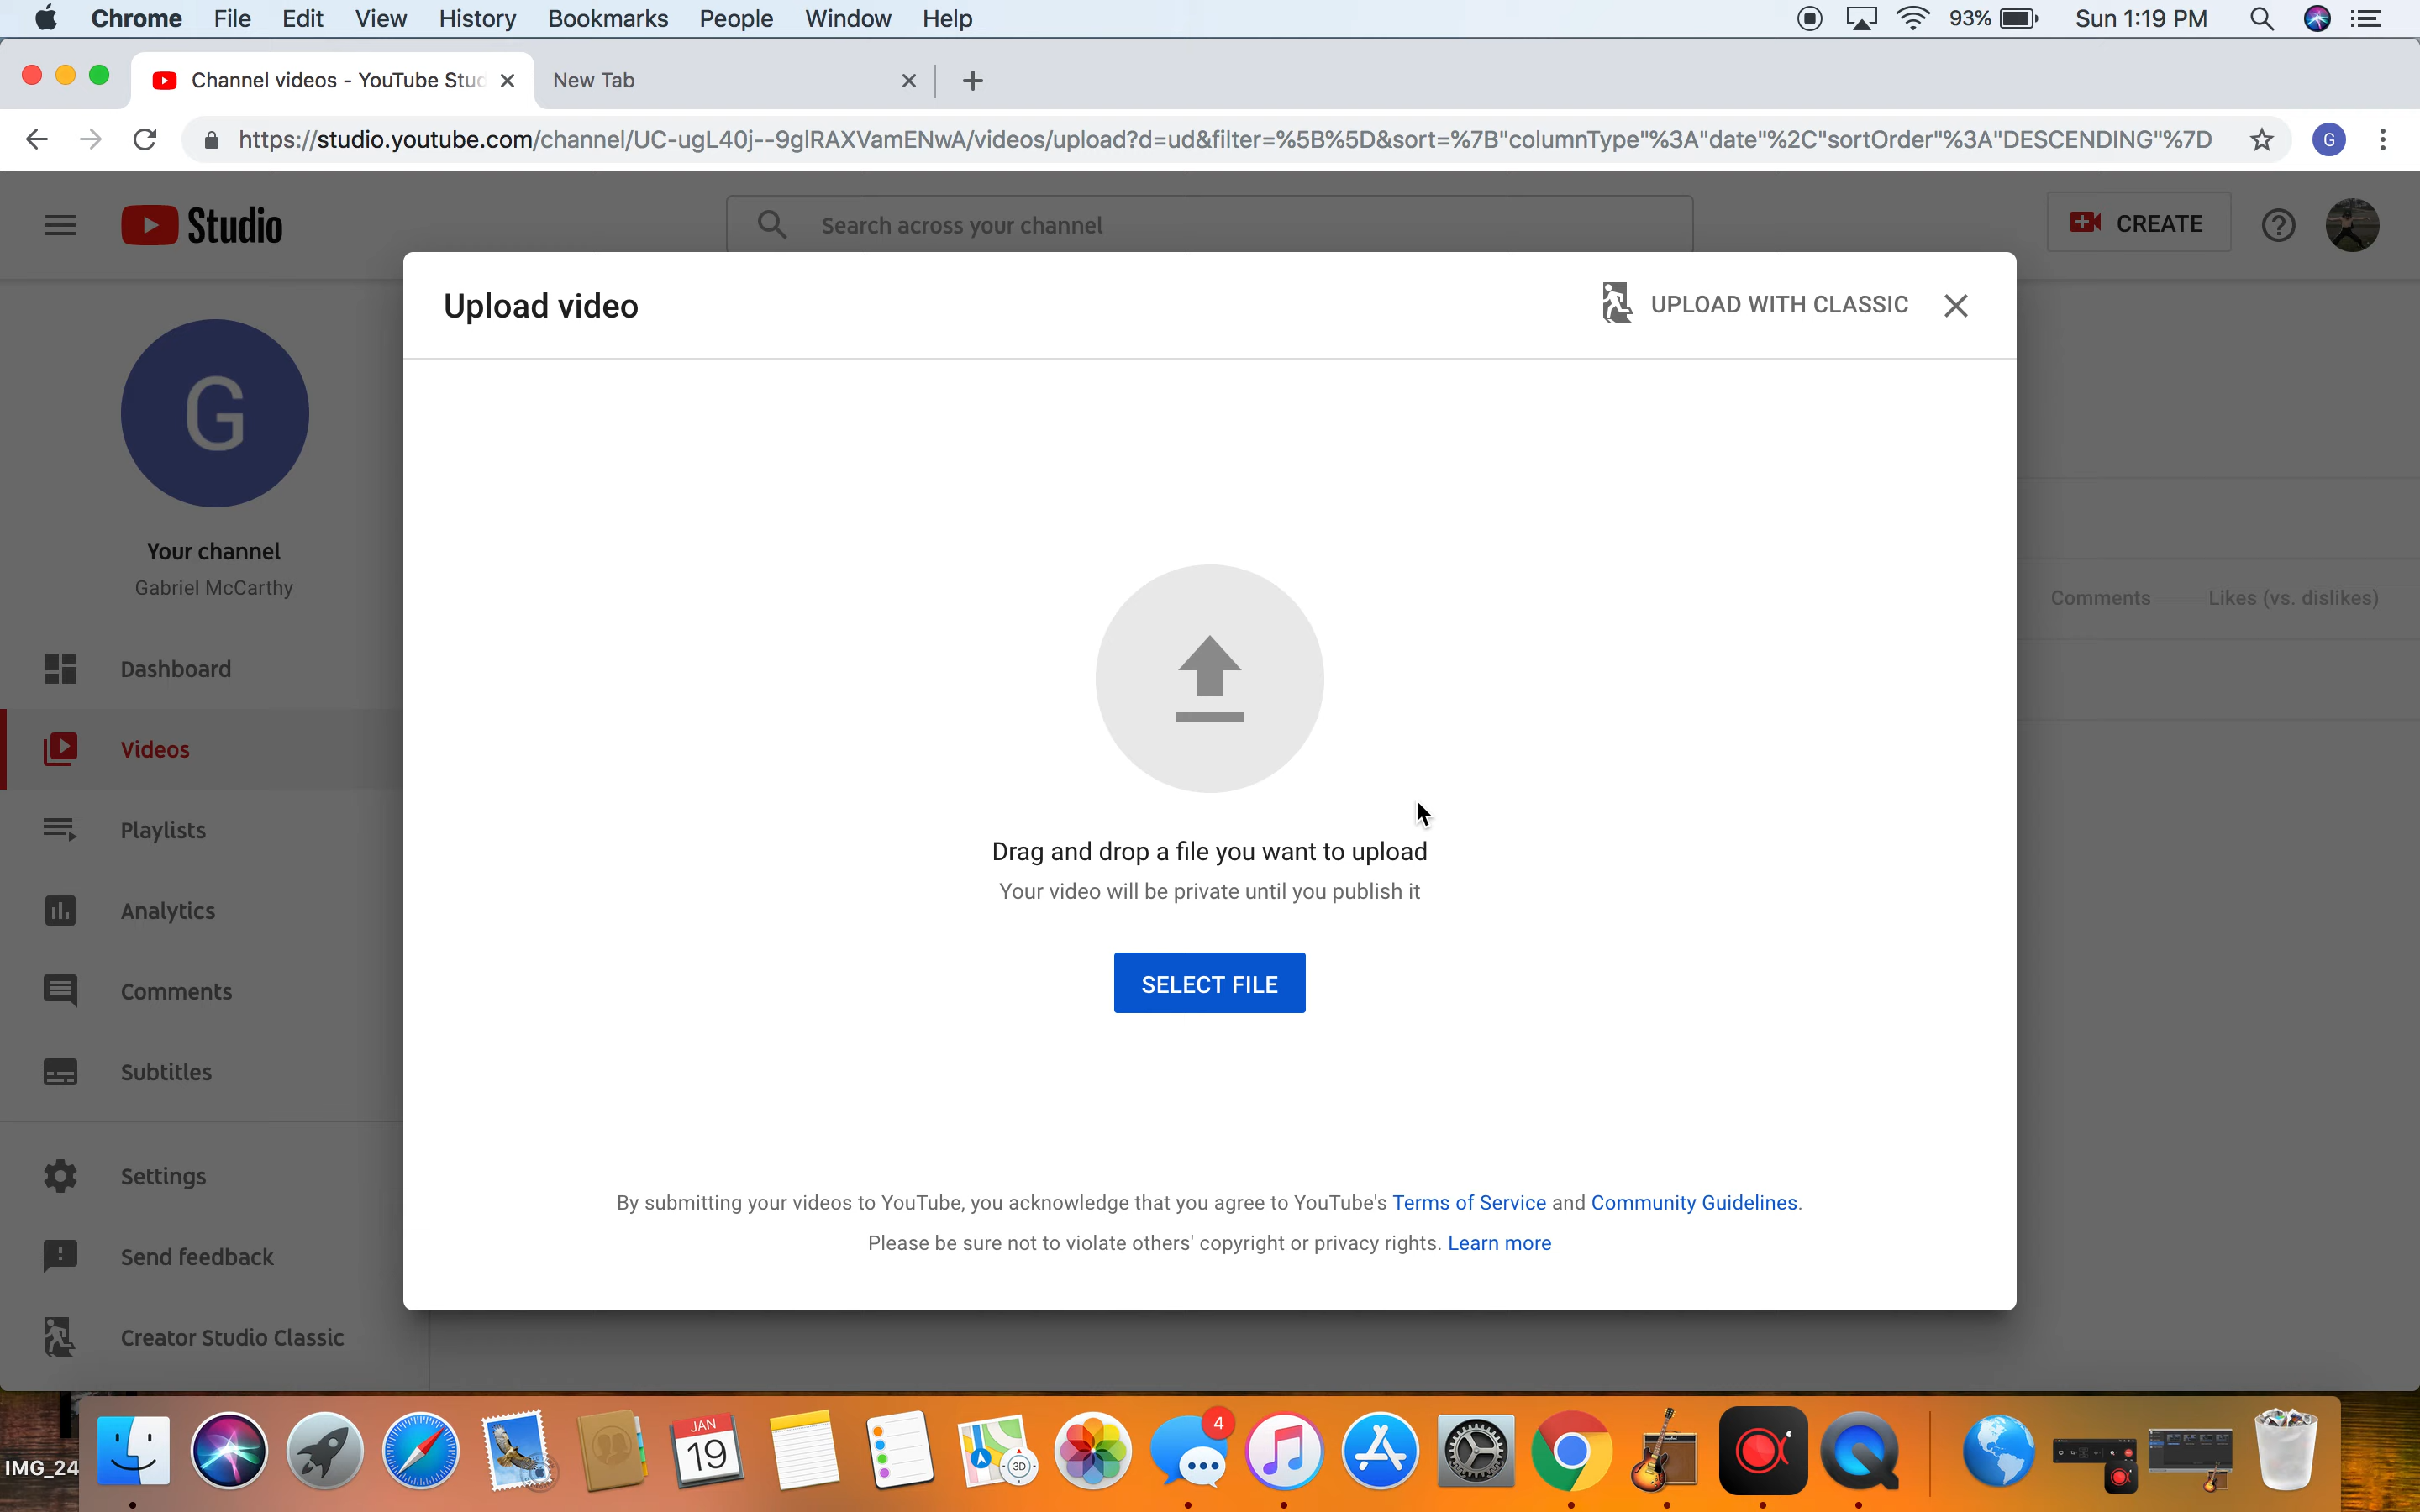 Chrome File Edit View History Bookmarks People Window Help 93% Sun 1:19 PM
Channel videos - YouTube Stud New Tab
https://studio.youtube.com/channel/UC-ugL40j--9glRAXVamENwA/videos/upload?d=ud&filter=%5B%5D&sort=%7B"columnType"%3A"date"%2C"sortOrder"%3A"DESCENDING"%7D G
Studio Search across your channel CREATE
Upload video UPLOAD WITH CLASSIC
G
Your channel
Gabriel McCarthy
Comments Likes (vs. dislikes)
Dashboard
Videos
Playlists
Analytics
Comments
Subtitles
Settings
Send feedback
Creator Studio Classic
Drag and drop a file you want to upload
Your video will be private until you publish it
SELECT FILE
By submitting your videos to YouTube, you acknowledge that you agree to YouTube's Terms of Service and Community Guidelines.
Please be sure not to violate others' copyright or privacy rights. Learn more
IMG_24
JAN
19
3D
4